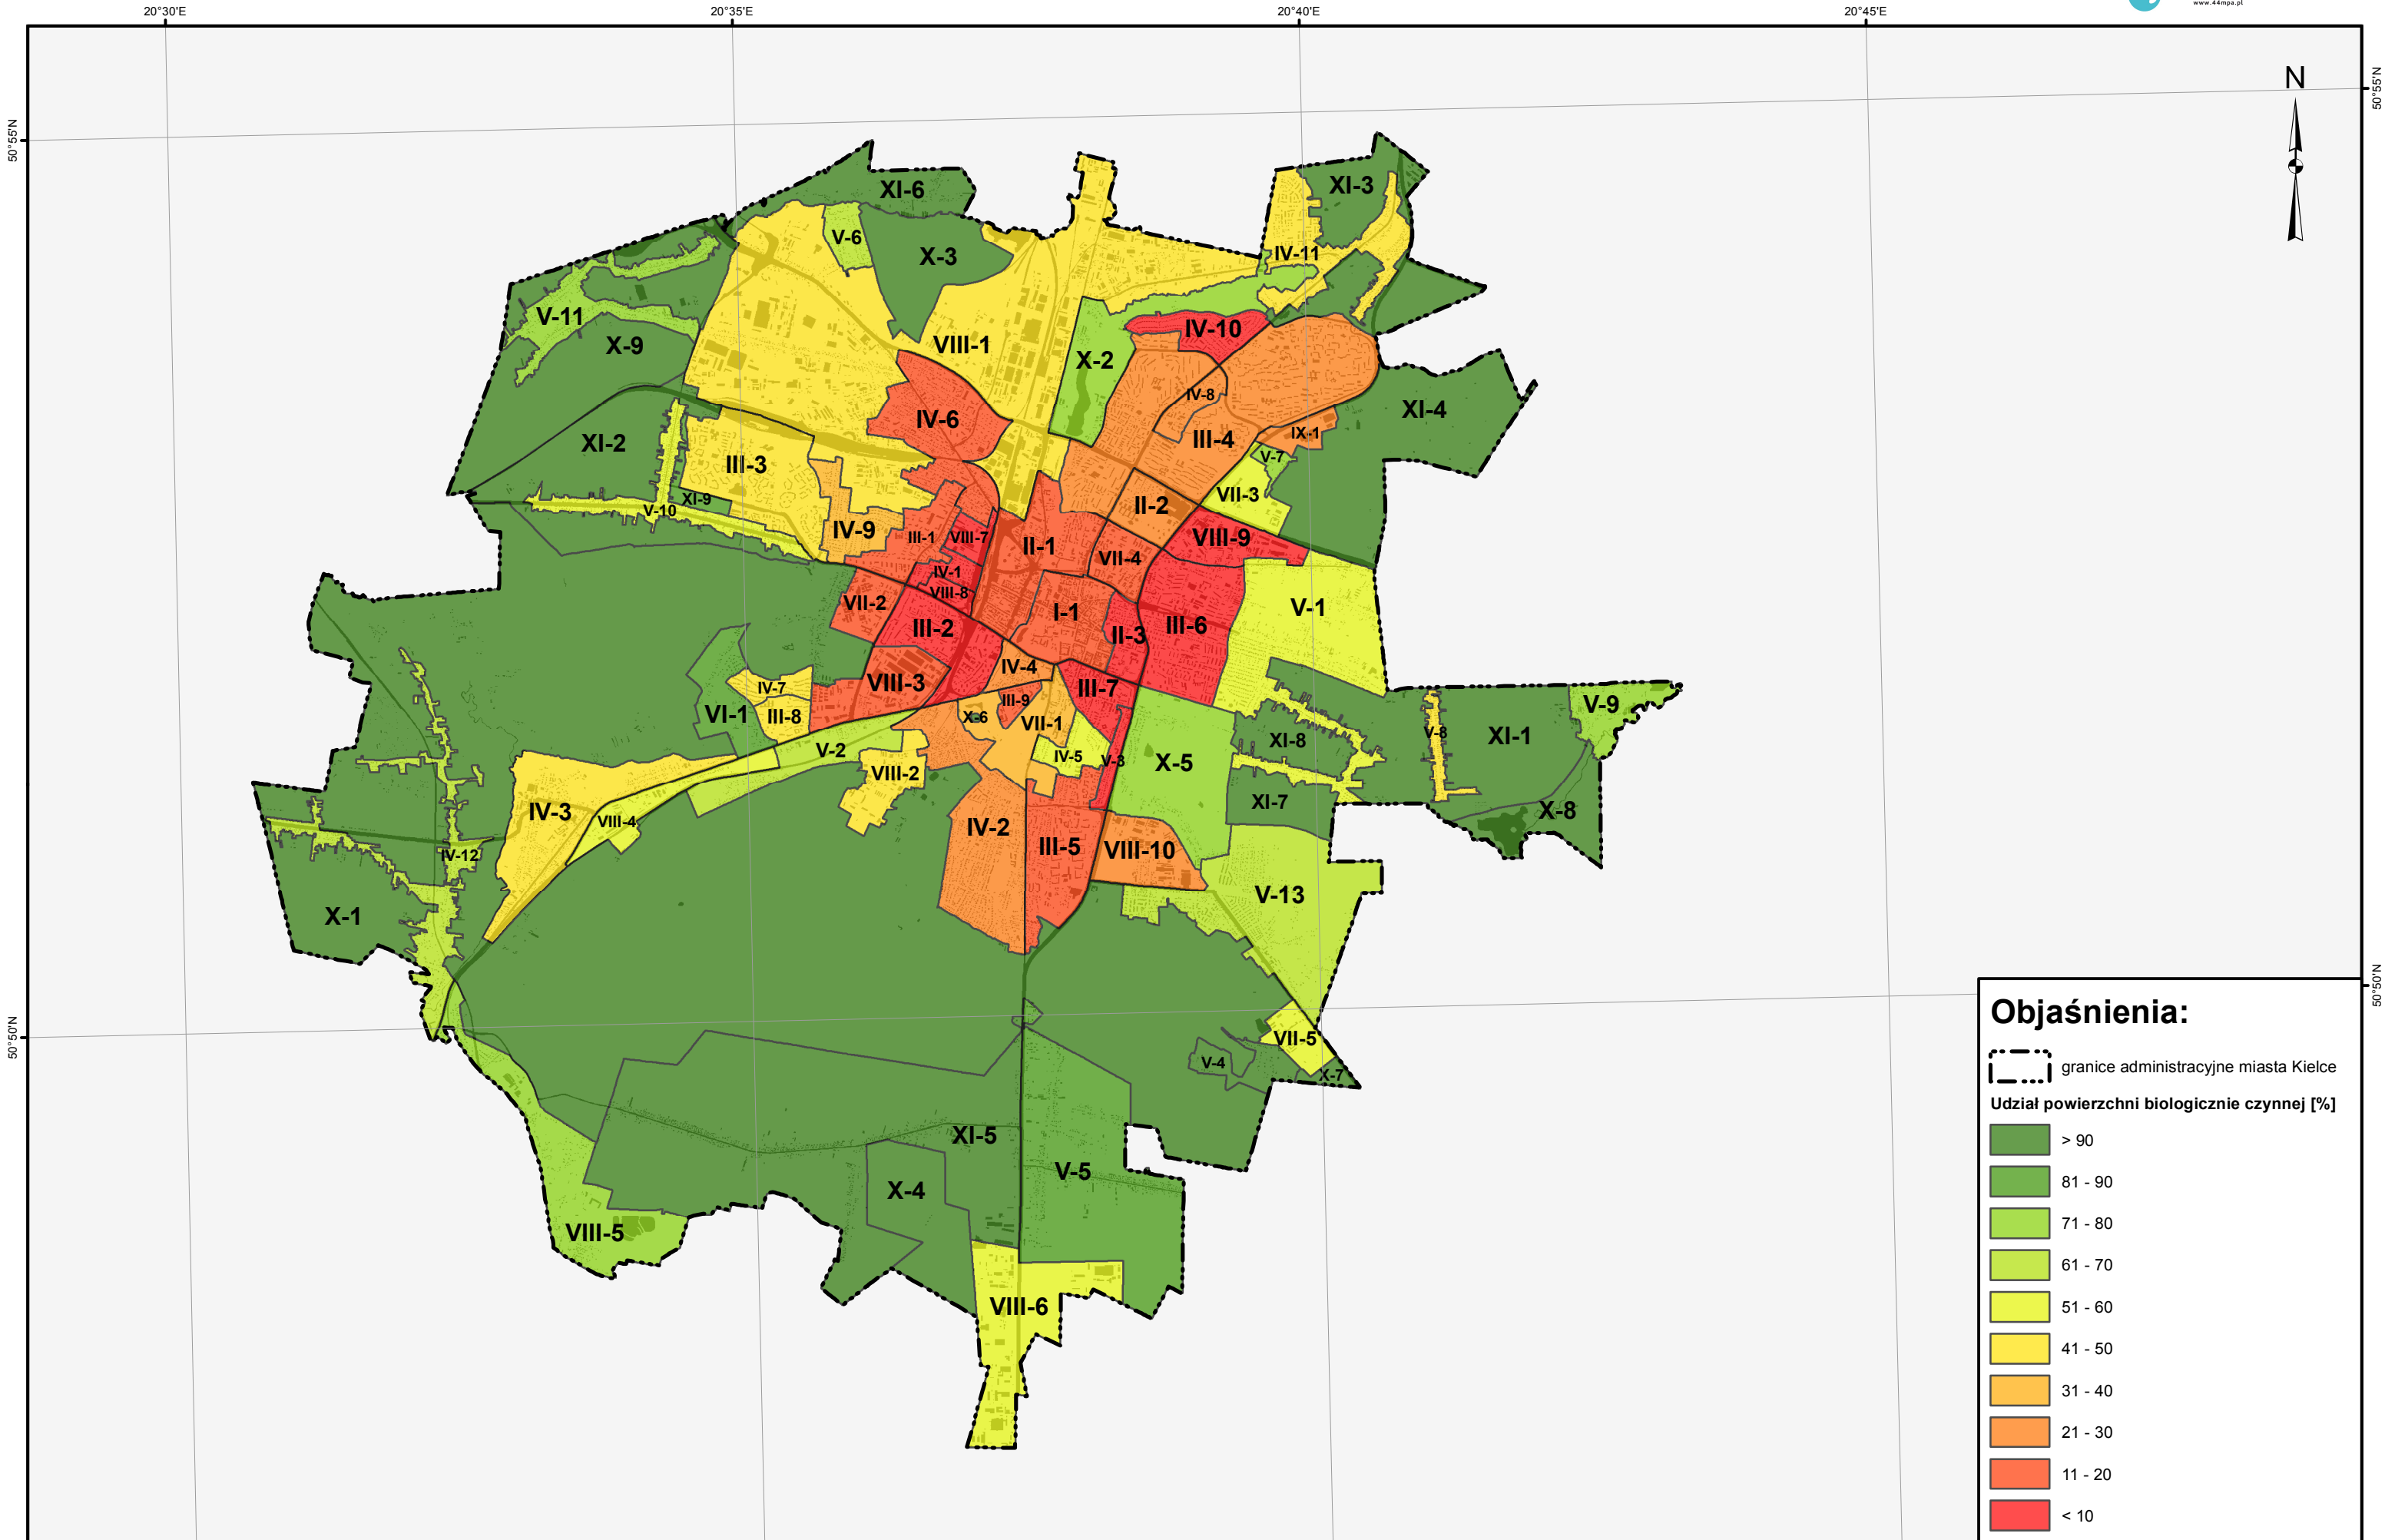 www.44mpa.pl
20°30'E
20°35'E
20°40'E
20°45'E
50°55'N
50°55'N
N
XI-6
XI-3
V-6
X-3
IV-11
V-11
X-9
VIII-1
IV-10
X-2
IV-8
XI-4
IV-6
XI-2
III-3
III-4
IX-1
V-7
VII-3
XI-9
V-10
II-2
IV-9
III-1
VIII-7
II-1
VIII-9
VII-4
IV-1
VIII-8
VII-2
I-1
V-1
III-2
II-3
III-6
IV-4
VIII-3
IV-7
III-7
III-9
VI-1
III-8
X-6
VII-1
V-9
V-8
XI-1
XI-8
V-2
IV-5
V-3
X-5
VIII-2
XI-7
IV-3
VIII-4
X-8
IV-2
III-5
VIII-10
IV-12
V-13
X-1
50°50'N
50°50'N
VII-5
V-4
X-7
XI-5
V-5
X-4
VIII-5
VIII-6
Objaśnienia:
granice administracyjne miasta Kielce
Udział powierzchni biologicznie czynnej [%]
> 90
81 - 90
71 - 80
61 - 70
51 - 60
41 - 50
31 - 40
21 - 30
11 - 20
< 10